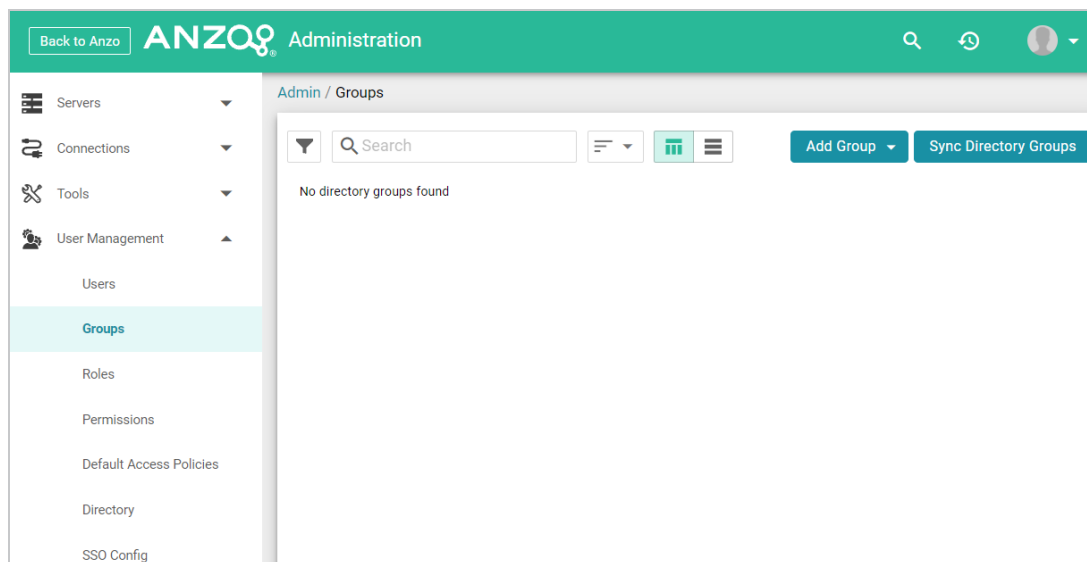 Back to Anzo ANZO® Administration
Servers
Connections
Tools
User Management
Users
Groups
Roles
Permissions
Default Access Policies
Directory
SSO Config
Admin / Groups
Search
Add Group
Sync Directory Groups
No directory groups found